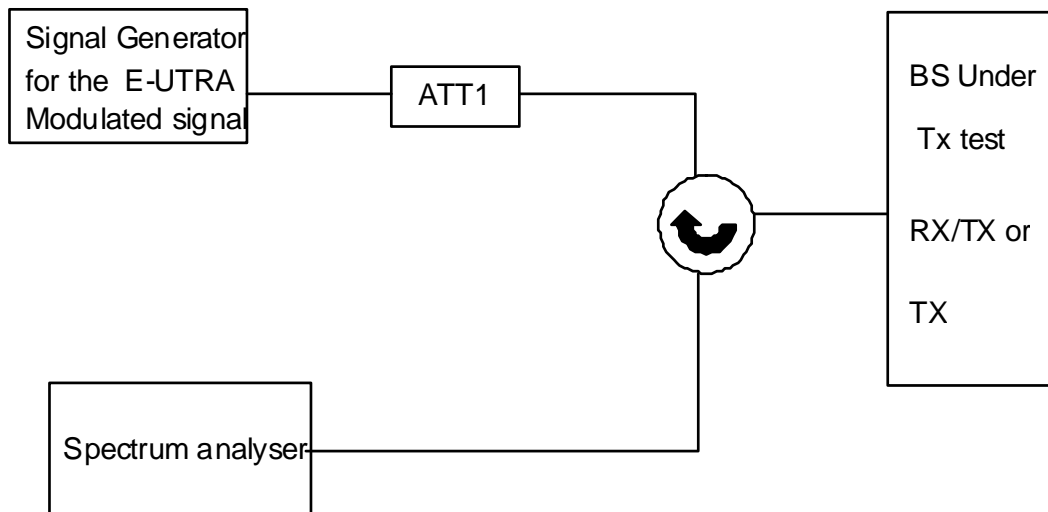 Signal Generator
for the E-UTRA
Modulated signal
ATT1
BS Under
Tx test
RX/TX or
TX
Spectrum analyser